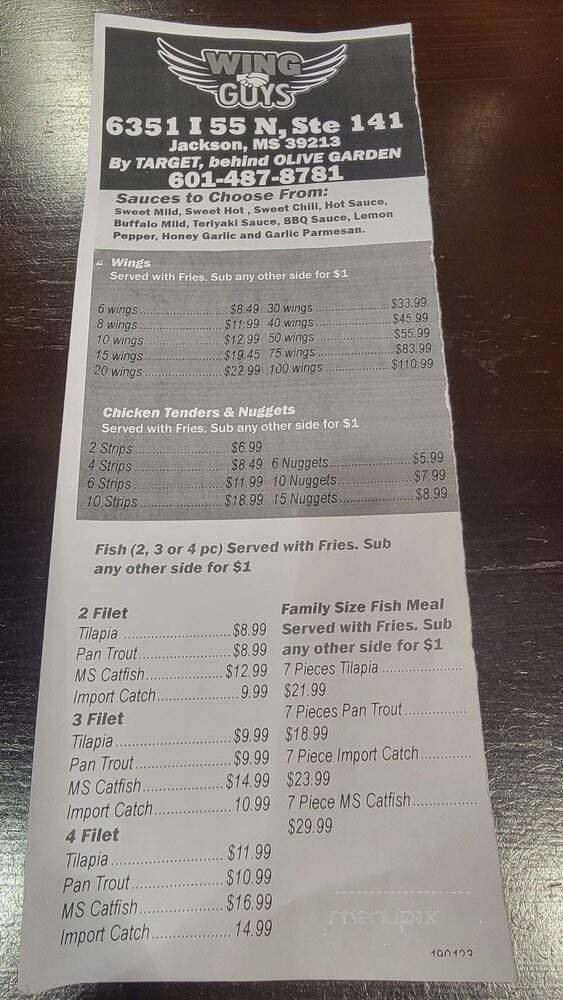 WING
GUYS
6351 I 55 N, Ste 141
Jackson, MS 39213
By TARGET, behind OLIVE GARDEN
601-487-8781
Sauces to Choose From:
Sweet Mild, Sweet Hot , Sweet Chili, Hot Sauce,
Buffalo Mild, Teriyaki Sauce, BBQ Sauce, Lemon
Pepper, Honey Garlic and Garlic Parmesan.
Wings
Served with Fries. Sub any other side for $1
6 wings....................$8.49 30 wings....................$33.99
8 wings....................$11.99 40 wings....................$45.99
10 wings....................$12.99 50 wings....................$55.99
15 wings....................$19.45 75 wings....................$83.99
20 wings....................$22.99 100 wings....................$110.99
Chicken Tenders & Nuggets
Served with Fries. Sub any other side for $1
2 Strips....................$6.99
4 Strips....................$8.49 6 Nuggets....................$5.99
6 Strips....................$11.99 10 Nuggets....................$7.99
10 Strips....................$18.99 15 Nuggets....................$8.99
Fish (2, 3 or 4 pc) Served with Fries. Sub
any other side for $1
2 Filet
Tilapia ....................$8.99
Pan Trout....................$8.99
MS Catfish....................$12.99
Import Catch.................... 9.99
3 Filet
Tilapia....................$9.99
Pan Trout....................$9.99
MS Catfish....................$14.99
Import Catch.................... 10.99
4 Filet
Tilapia.................... $11.99
Pan Trout....................$10.99
MS Catfish....................$16.99
Import Catch.................... 14.99
Family Size Fish Meal
Served with Fries. Sub
any other side for $1
7 Pieces Tilapia ....................
$21.99
7 Pieces Pan Trout....................
$18.99
7 Piece Import Catch....................
$23.99
7 Piece MS Catfish....................
$29.99
menupix
190123